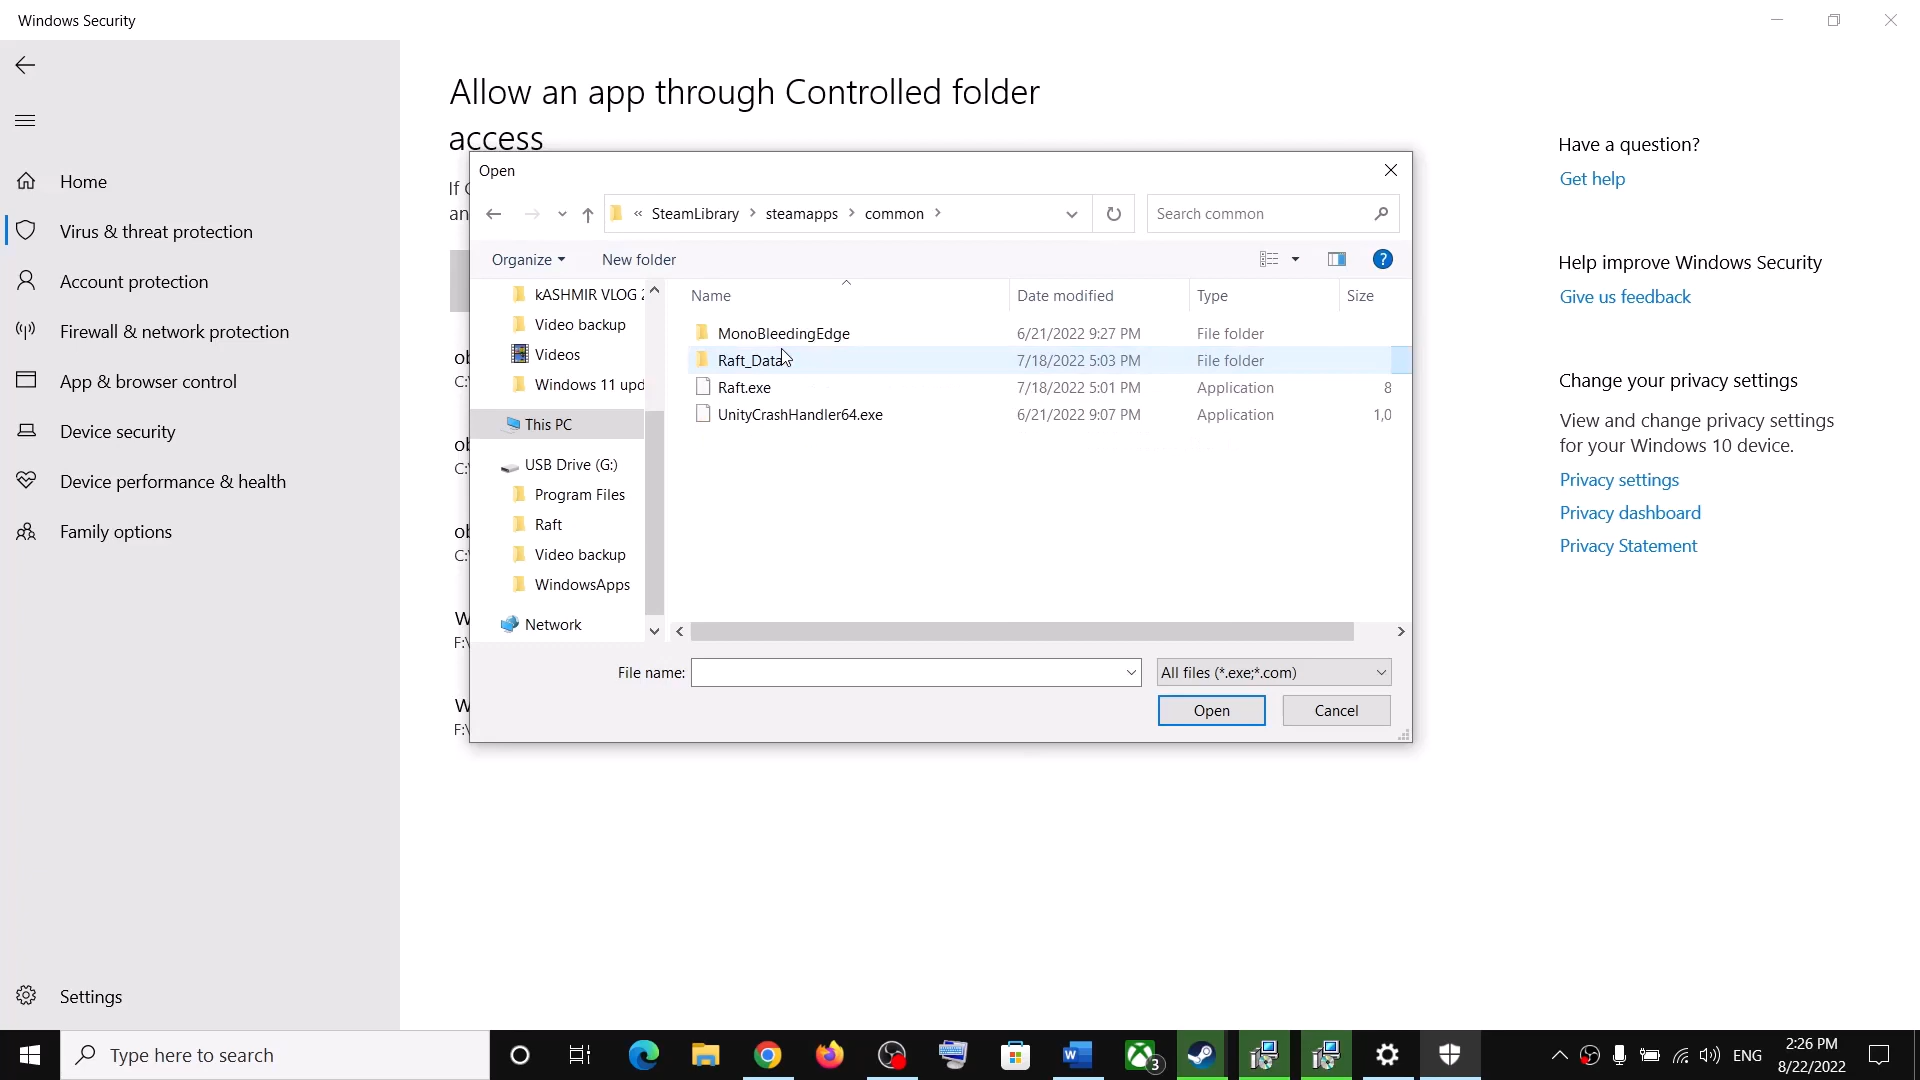 Windows Security
Allow an app through Controlled folder
access
If
an
Home
Virus & threat protection
Account protection
Firewall & network protection
App & browser control
Device security
Device performance & health
Family options
Settings
ob
C:\
ob
C:\
ob
C:\
W
F:\
W
F:\
Open
« SteamLibrary > steamapps > common >
Search common
Organize
New folder
?
kASHMIR VLOG 2
Video backup
Videos
Windows 11 upd
This PC
USB Drive (G:)
Program Files
Raft
Video backup
WindowsApps
Network
Name Date modified Type Size
MonoBleedingEdge 6/21/2022 9:27 PM File folder
Raft_Data 7/18/2022 5:03 PM File folder
Raft.exe 7/18/2022 5:01 PM Application 8
UnityCrashHandler64.exe 6/21/2022 9:07 PM Application 1,0
File name:
All files (*.exe;*.com)
Open
Cancel
Have a question?
Get help
Help improve Windows Security
Give us feedback
Change your privacy settings
View and change privacy settings
for your Windows 10 device.
Privacy settings
Privacy dashboard
Privacy Statement
Type here to search
3
ENG
2:26 PM
8/22/2022